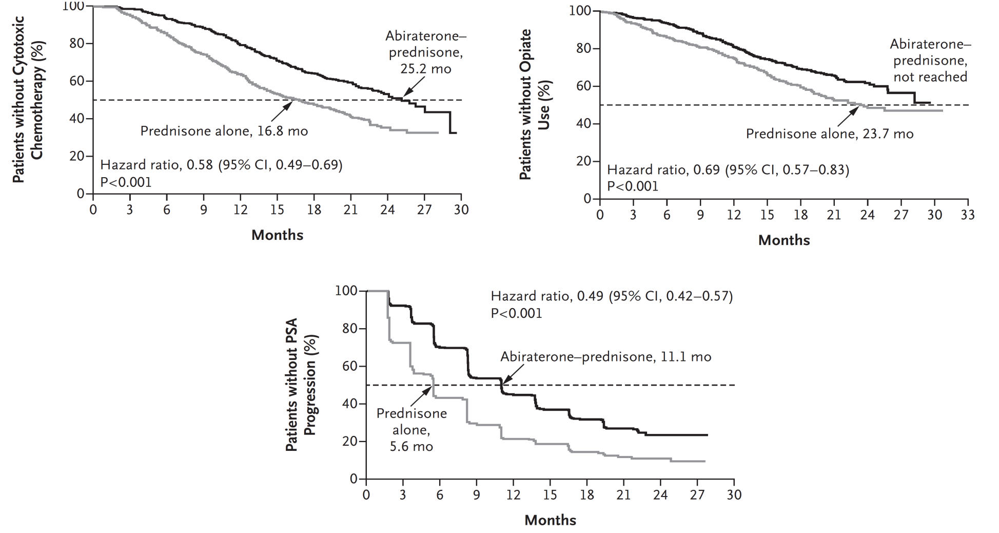 Patients without Cytotoxic
Chemotherapy (%)
100
80
60
40
20
0
Abiraterone–
prednisone,
25.2 mo
Prednisone alone, 16.8 mo
Hazard ratio, 0.58 (95% CI, 0.49–0.69)
P<0.001
0 3 6 9 12 15 18 21 24 27 30
Months
Patients without Opiate
Use (%)
100
80
60
40
20
0
Abiraterone–
prednisone,
not reached
Prednisone alone, 23.7 mo
Hazard ratio, 0.69 (95% CI, 0.57–0.83)
P<0.001
0 3 6 9 12 15 18 21 24 27 30 33
Months
Patients without PSA
Progression (%)
100
80
60
40
20
0
Hazard ratio, 0.49 (95% CI, 0.42–0.57)
P<0.001
Abiraterone–prednisone, 11.1 mo
Prednisone
alone,
5.6 mo
0 3 6 9 12 15 18 21 24 27 30
Months